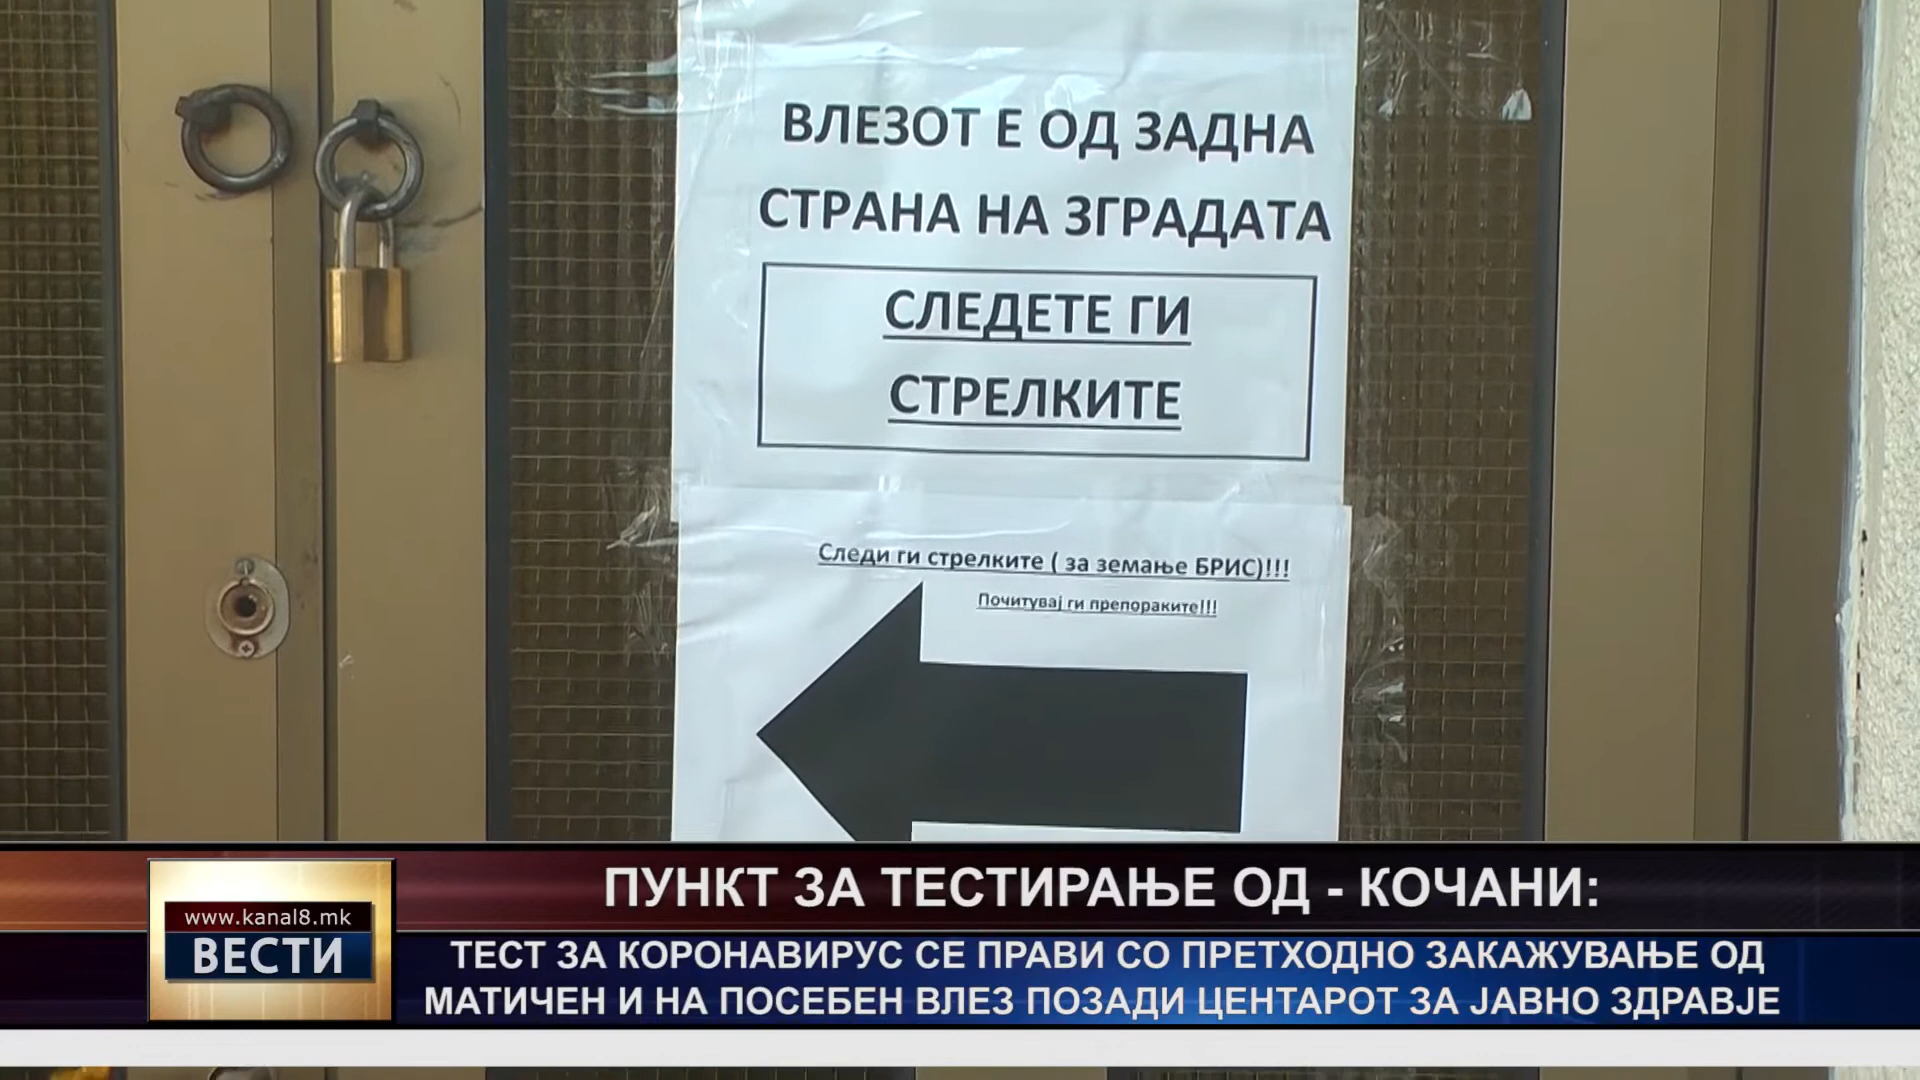 ВЛЕЗОТ Е ОД ЗАДНА
СТРАНА НА ЗГРАДАТА
СЛЕДЕТЕ ГИ
СТРЕЛКИТЕ
Следи ги стрелките ( за земање БРИС)!!!
Почитувај ги препораките!!!
ПУНКТ ЗА ТЕСТИРАЊЕ ОД - КОЧАНИ:
www.kanal8.mk
ВЕСТИ
ТЕСТ ЗА КОРОНАВИРУС СЕ ПРАВИ СО ПРЕТХОДНО ЗАКАЖУВАЊЕ ОД
МАТИЧЕН И НА ПОСЕБЕН ВЛЕЗ ПОЗАДИ ЦЕНТАРОТ ЗА ЈАВНО ЗДРАВЈЕ